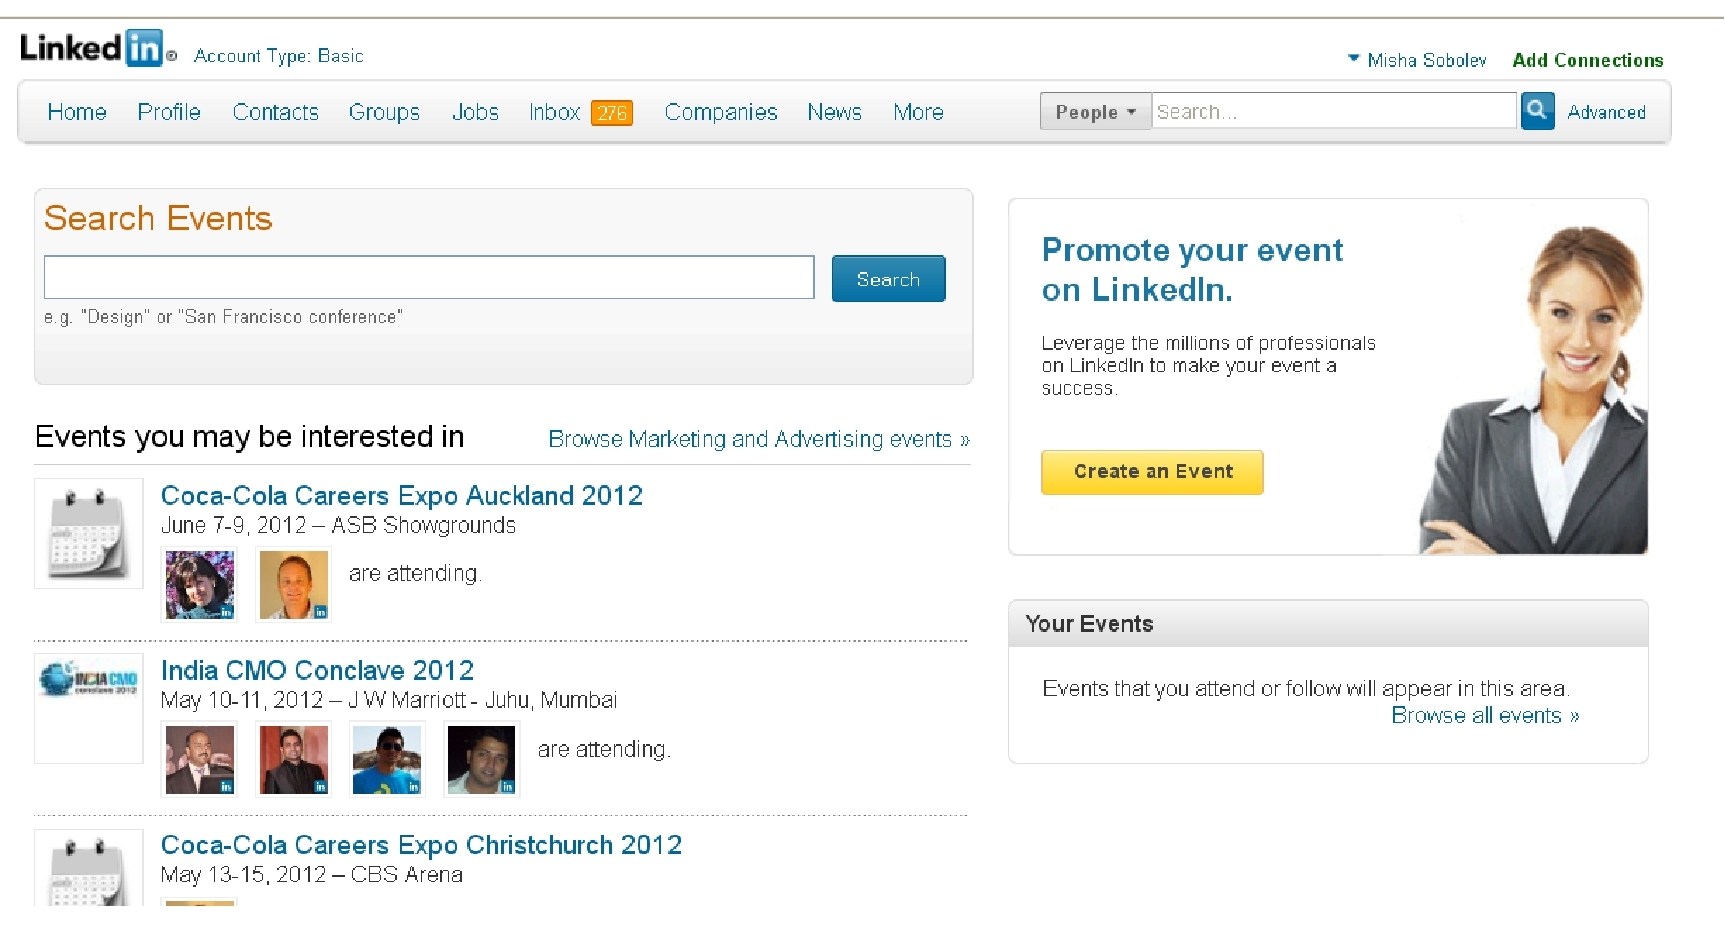 Linked in
Account Type: Basic
Misha Sobolev
Add Connections
Home Profile Contacts Groups Jobs Inbox 276 Companies News More
People Search... Advanced
Search Events
Search
e.g. "Design" or "San Francisco conference"
Events you may be interested in
Browse Marketing and Advertising events »
Coca-Cola Careers Expo Auckland 2012
June 7-9, 2012 – ASB Showgrounds
are attending.
INDIA CMO
conclave 2012
India CMO Conclave 2012
May 10-11, 2012 – J W Marriott - Juhu, Mumbai
are attending.
Coca-Cola Careers Expo Christchurch 2012
May 13-15, 2012 – CBS Arena
Promote your event
on LinkedIn.
Leverage the millions of professionals
on LinkedIn to make your event a
success.
Create an Event
Your Events
Events that you attend or follow will appear in this area.
Browse all events »